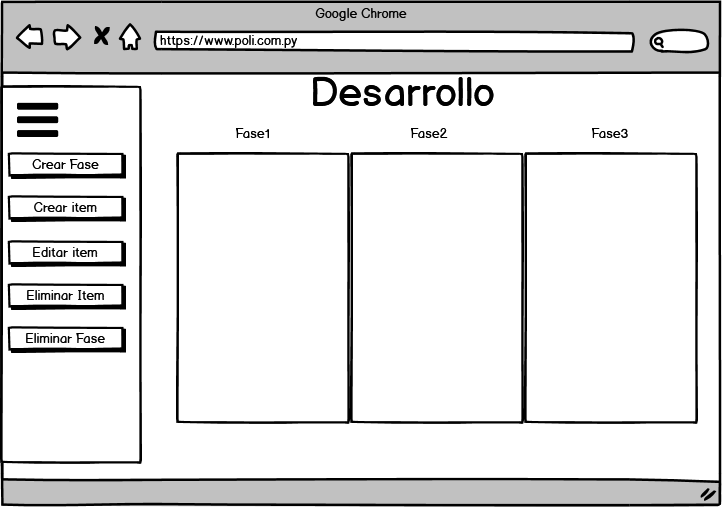 Google Chrome
https://www.poli.com.py
Desarrollo
Fase1
Fase2
Fase3
Crear Fase
Crear item
Editar item
Eliminar Item
Eliminar Fase